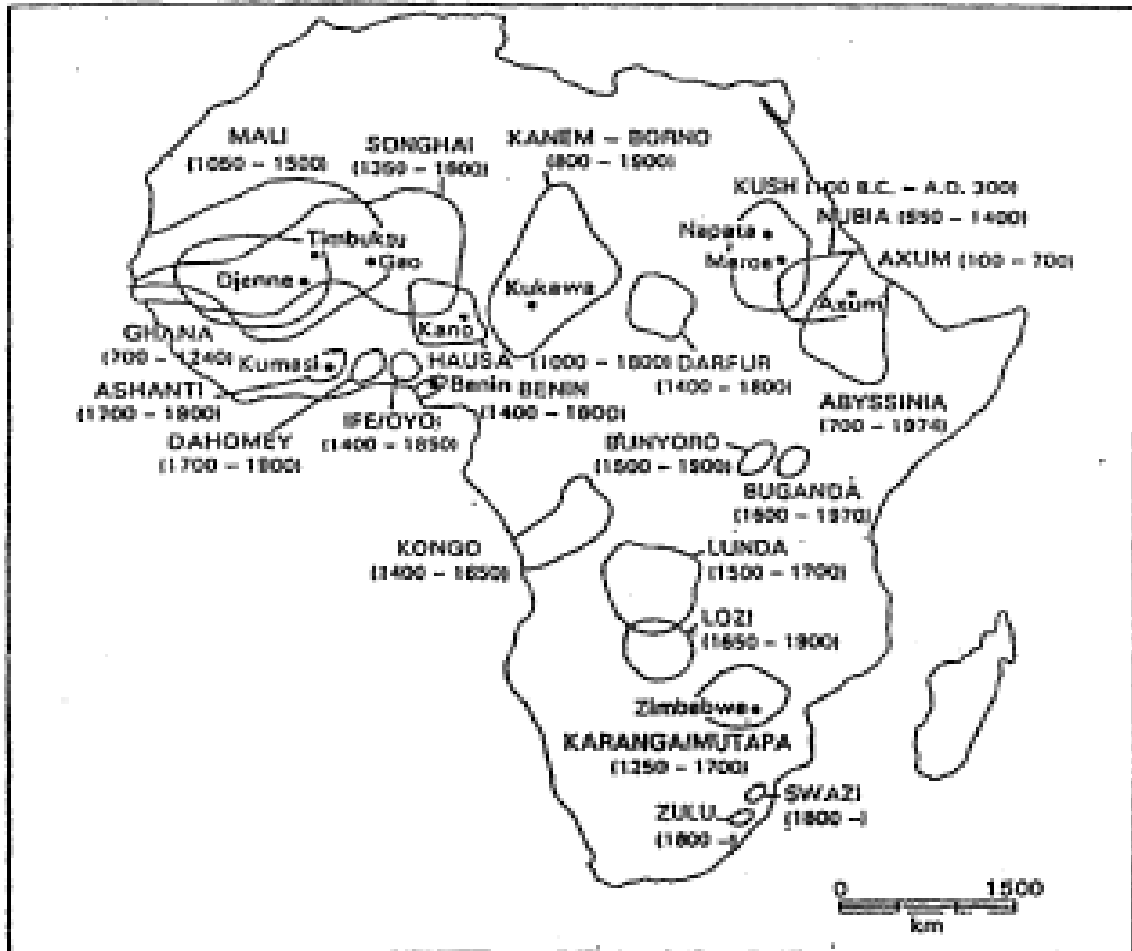 MALI
(1050 – 1500)
SONGHAI
(1350 – 1600)
KANEM – BORNO
(800 – 1900)
KUSH (100 B.C. – A.D. 300)
NUBIA (550 – 1400)
Napata
Meroe
AXUM (100 – 700)
Axum
Timbuktu
Gao
Djenne
Kukawa
Kano
GHANA
(700 – 1240)
Kumasi
HAUSA (1000 – 1800)
DARFUR
(1400 – 1800)
ASHANTI
(1700 – 1900)
Benin
BENIN
(1400 – 1900)
ABYSSINIA
(700 – 1974)
DAHOMEY
(1700 – 1900)
IFE/OYO
(1400 – 1850)
BUNYORO
(1500 – 1900)
BUGANDA
(1600 – 1970)
KONGO
(1400 – 1650)
LUNDA
(1500 – 1700)
LOZI
(1650 – 1900)
Zimbabwe
KARANGA/MUTAPA
(1250 – 1700)
SWAZI
(1800 –)
ZULU
(1800 –)
0 1500
km